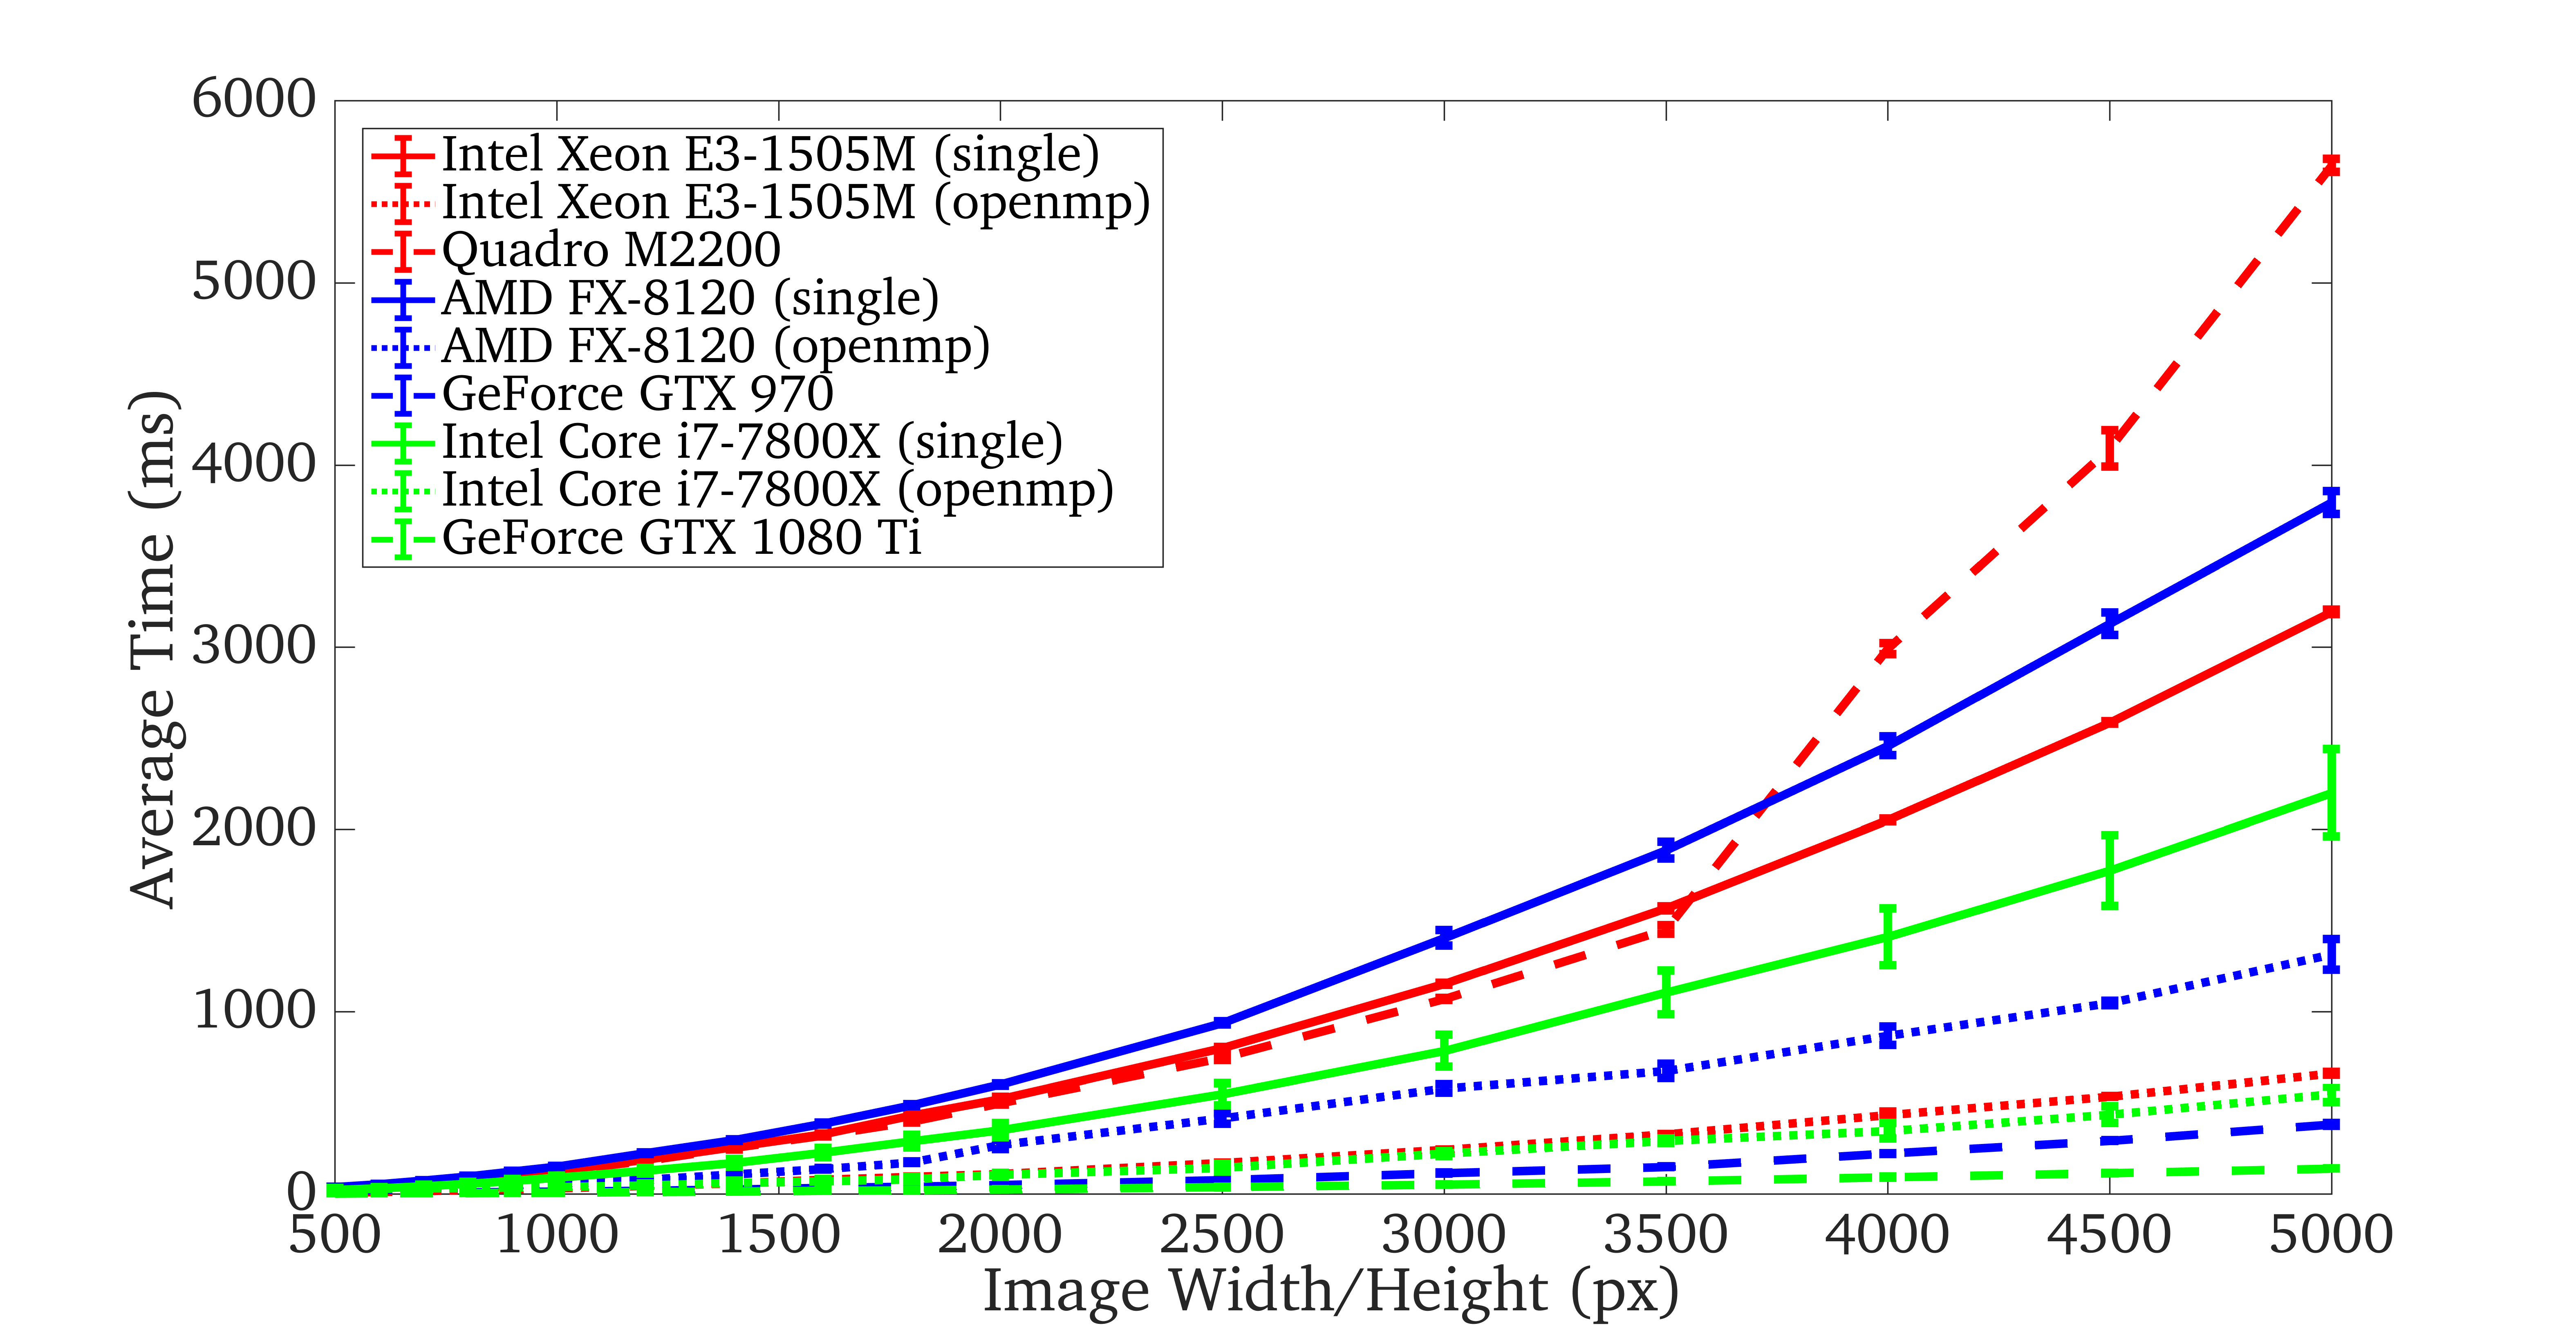 6000
5000
4000
3000
2000
1000
0
Average Time (ms)
Intel Xeon E3-1505M (single)
Intel Xeon E3-1505M (openmp)
Quadro M2200
AMD FX-8120 (single)
AMD FX-8120 (openmp)
GeForce GTX 970
Intel Core i7-7800X (single)
Intel Core i7-7800X (openmp)
GeForce GTX 1080 Ti
500 1000 1500 2000 2500 3000 3500 4000 4500 5000
Image Width/Height (px)